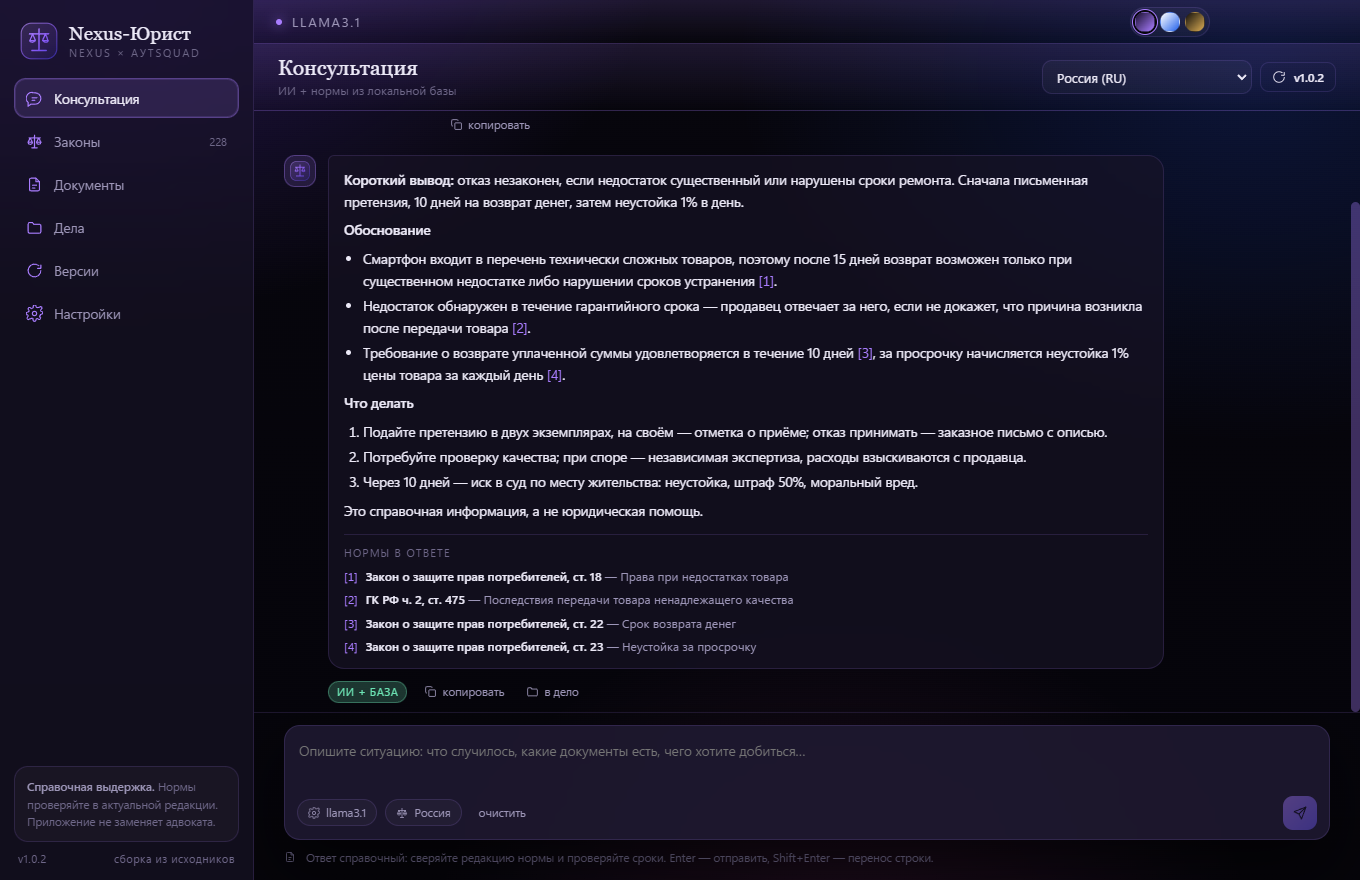 Nexus-Юрист
NEXUS × АУТSQUAD
Консультация
Законы 228
Документы
Дела
Версии
Настройки
Справочная выдержка. Нормы
проверяйте в актуальной редакции.
Приложение не заменяет адвоката.
v1.0.2 сборка из исходников
LLAMA3.1
Консультация
ИИ + нормы из локальной базы
Россия (RU)
v1.0.2
копировать
Короткий вывод: отказ незаконен, если недостаток существенный или нарушены сроки ремонта. Сначала письменная
претензия, 10 дней на возврат денег, затем неустойка 1% в день.
Обоснование
• Смартфон входит в перечень технически сложных товаров, поэтому после 15 дней возврат возможен только при
существенном недостатке либо нарушении сроков устранения [1].
• Недостаток обнаружен в течение гарантийного срока — продавец отвечает за него, если не докажет, что причина возникла
после передачи товара [2].
• Требование о возврате уплаченной суммы удовлетворяется в течение 10 дней [3], за просрочку начисляется неустойка 1%
цены товара за каждый день [4].
Что делать
1. Подайте претензию в двух экземплярах, на своём — отметка о приёме; отказ принимать — заказное письмо с описью.
2. Потребуйте проверку качества; при споре — независимая экспертиза, расходы взыскиваются с продавца.
3. Через 10 дней — иск в суд по месту жительства: неустойка, штраф 50%, моральный вред.
Это справочная информация, а не юридическая помощь.
НОРМЫ В ОТВЕТЕ
[1] Закон о защите прав потребителей, ст. 18 — Права при недостатках товара
[2] ГК РФ ч. 2, ст. 475 — Последствия передачи товара ненадлежащего качества
[3] Закон о защите прав потребителей, ст. 22 — Срок возврата денег
[4] Закон о защите прав потребителей, ст. 23 — Неустойка за просрочку
ИИ + БАЗА копировать в дело
Опишите ситуацию: что случилось, какие документы есть, чего хотите добиться...
llama3.1 Россия очистить
Ответ справочный: сверяйте редакцию нормы и проверяйте сроки. Enter — отправить, Shift+Enter — перенос строки.